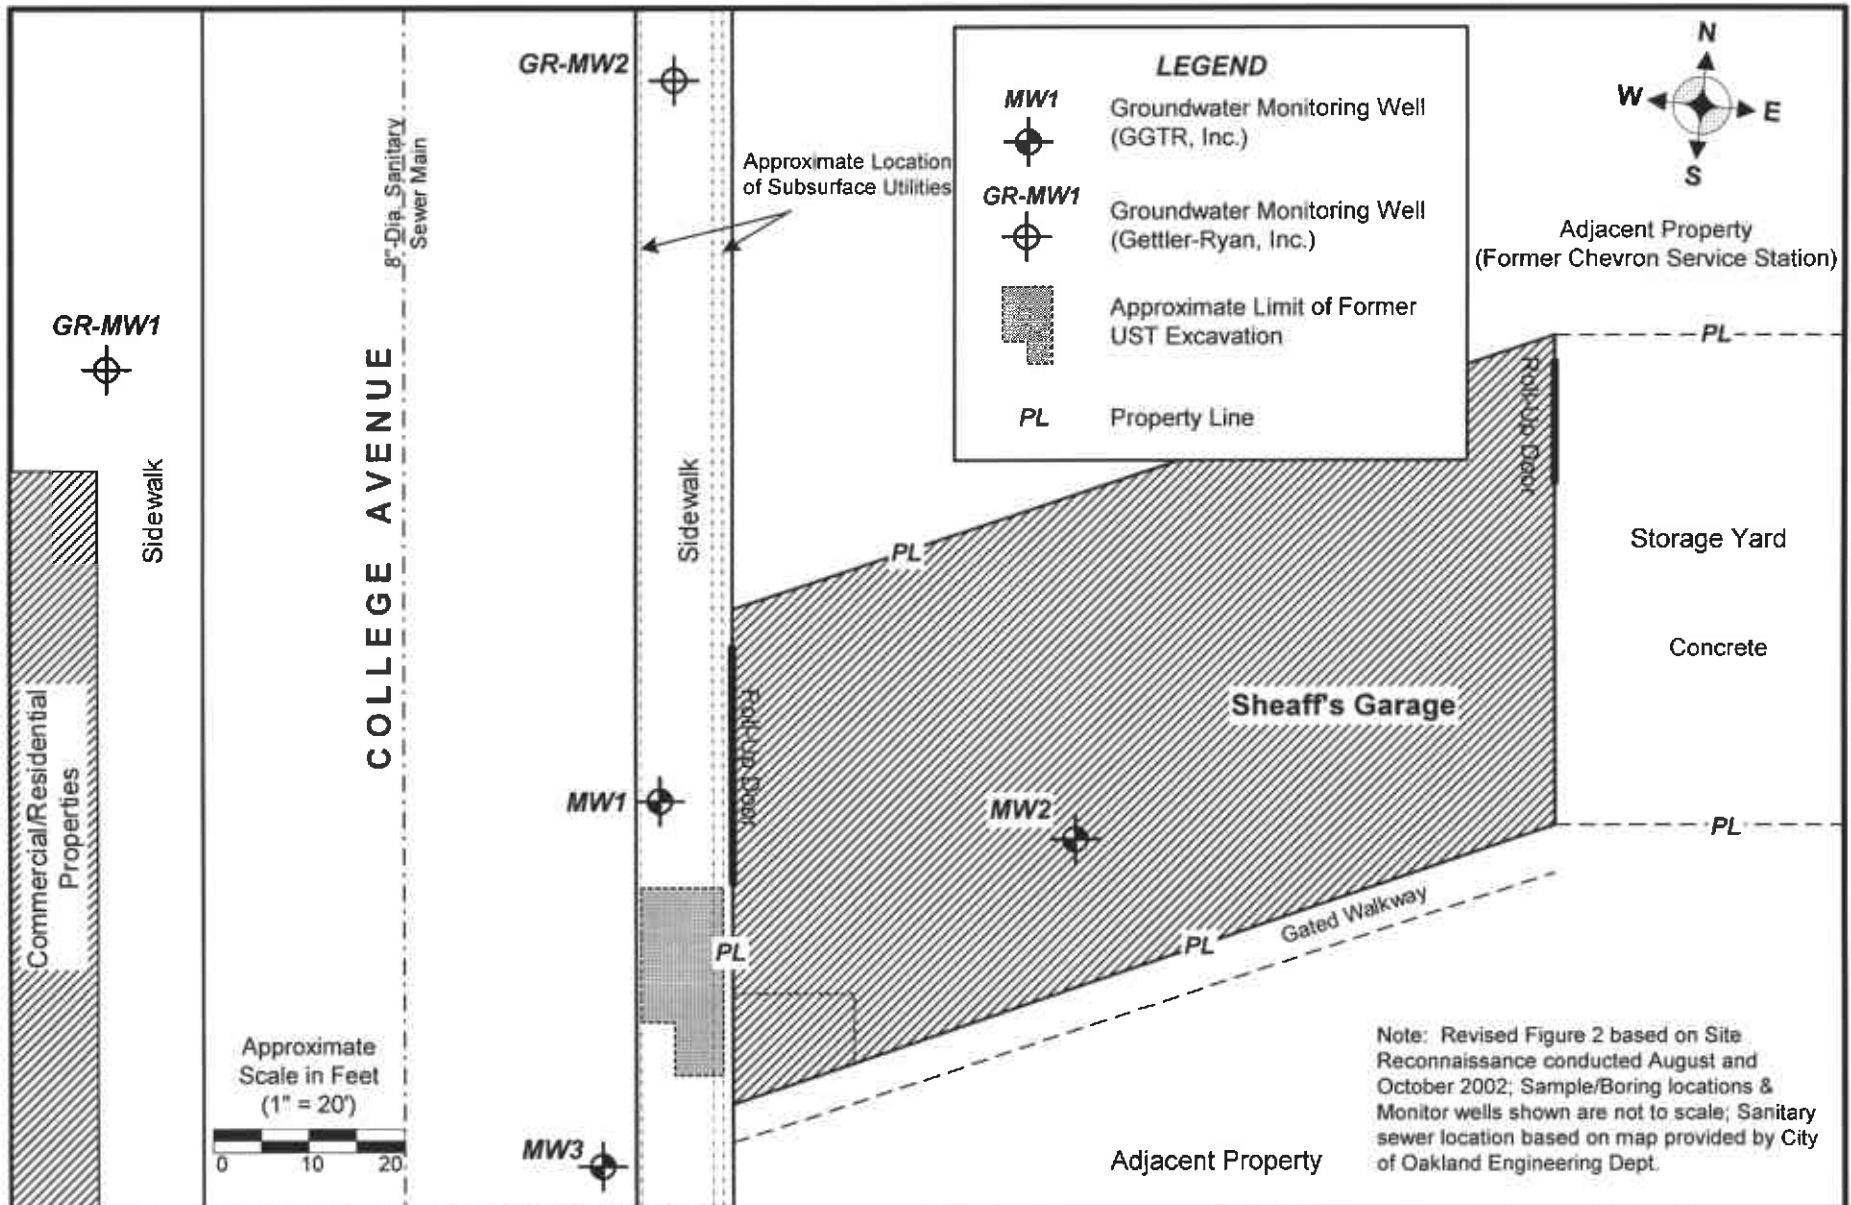 GR-MW2
8"-Dia. Sanitary
Sewer Main
Approximate Location
of Subsurface Utilities
LEGEND
MW1
Groundwater Monitoring Well
(GGTR, Inc.)
GR-MW1
Groundwater Monitoring Well
(Gettler-Ryan, Inc.)
Approximate Limit of Former
UST Excavation
PL
Property Line
N
W
E
S
Adjacent Property
(Former Chevron Service Station)
PL
GR-MW1
Sidewalk
COLLEGE AVENUE
Sidewalk
PL
Roll-Up Door
Storage Yard
Concrete
Sheaff's Garage
Commercial/Residential
Properties
Roll-Up Door
MW1
MW2
PL
PL
PL
Gated Walkway
Approximate
Scale in Feet
(1" = 20')
0 10 20
MW3
Adjacent Property
Note: Revised Figure 2 based on Site
Reconnaissance conducted August and
October 2002; Sample/Boring locations &
Monitor wells shown are not to scale; Sanitary
sewer location based on map provided by City
of Oakland Engineering Dept.